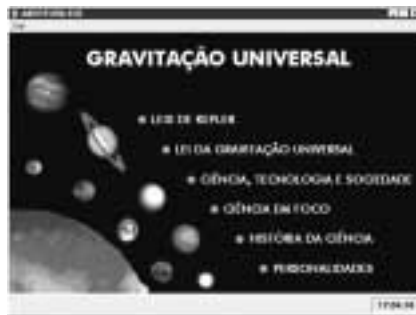 GRAVITAÇÃO UNIVERSAL
LEIS DE KEPLER
LEI DA GRAVITAÇÃO UNIVERSAL
CIÊNCIA, TECNOLOGIA E SOCIEDADE
CIÊNCIA EM FOCO
HISTÓRIA DA CIÊNCIA
PERSONALIDADES